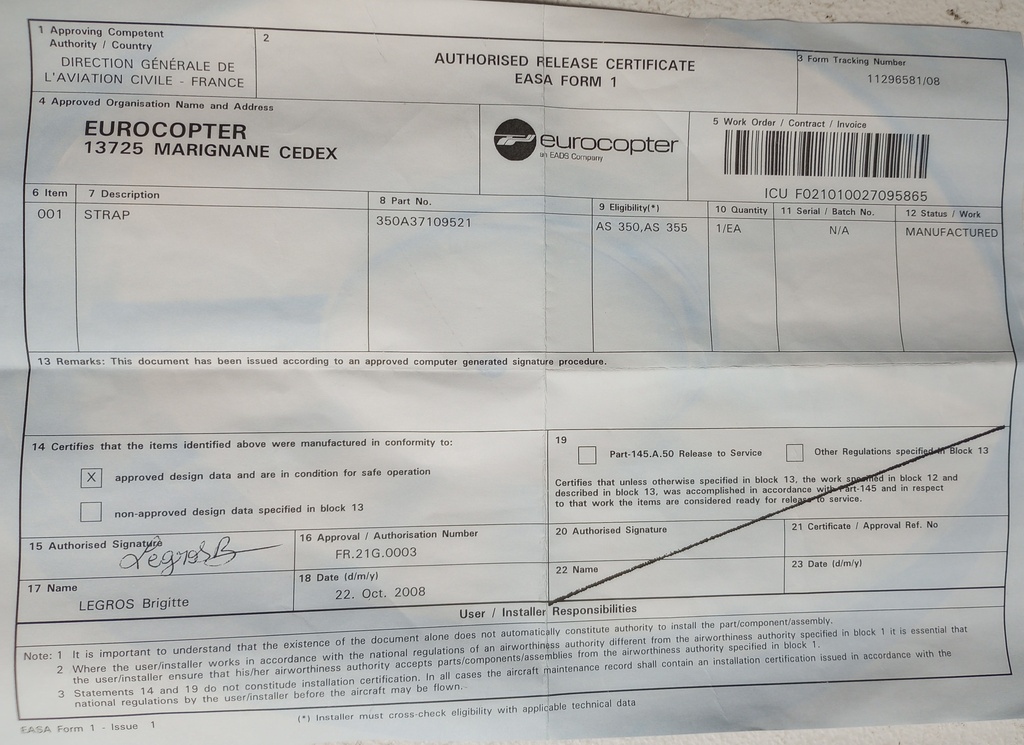 1 Approving Competent
Authority / Country
DIRECTION GÉNÉRALE DE
L'AVIATION CIVILE - FRANCE
2
AUTHORISED RELEASE CERTIFICATE
EASA FORM 1
3 Form Tracking Number
11296581/08
4 Approved Organisation Name and Address
EUROCOPTER
13725 MARIGNANE CEDEX
eurocopter
an EADS Company
5 Work Order / Contract / Invoice
ICU F021010027095865
6 Item
7 Description
8 Part No.
9 Eligibility(*)
10 Quantity
11 Serial / Batch No.
12 Status / Work
001
STRAP
350A37109521
AS 350,AS 355
1/EA
N/A
MANUFACTURED
13 Remarks: This document has been issued according to an approved computer generated signature procedure.
14 Certifies that the items identified above were manufactured in conformity to:
X approved design data and are in condition for safe operation
non-approved design data specified in block 13
19
Part-145.A.50 Release to Service
Other Regulations specified in Block 13
Certifies that unless otherwise specified in block 13, the work specified in block 12 and
described in block 13, was accomplished in accordance with Part-145 and in respect
to that work the items are considered ready for release to service.
15 Authorised Signature
Legros B
16 Approval / Authorisation Number
FR.21G.0003
20 Authorised Signature
21 Certificate / Approval Ref. No
17 Name
LEGROS Brigitte
18 Date (d/m/y)
22. Oct. 2008
22 Name
23 Date (d/m/y)
User / Installer Responsibilities
Note: 1 It is important to understand that the existence of the document alone does not automatically constitute authority to install the part/component/assembly.
2 Where the user/installer works in accordance with the national regulations of an airworthiness authority different from the airworthiness authority specified in block 1 it is essential that
the user/installer ensure that his/her airworthiness authority accepts parts/components/assemblies from the airworthiness authority specified in block 1.
3 Statements 14 and 19 do not constitute installation certification. In all cases the aircraft maintenance record shall contain an installation certification issued in accordance with the
national regulations by the user/installer before the aircraft may be flown.
EASA Form 1 - Issue 1
(*) Installer must cross-check eligibility with applicable technical data